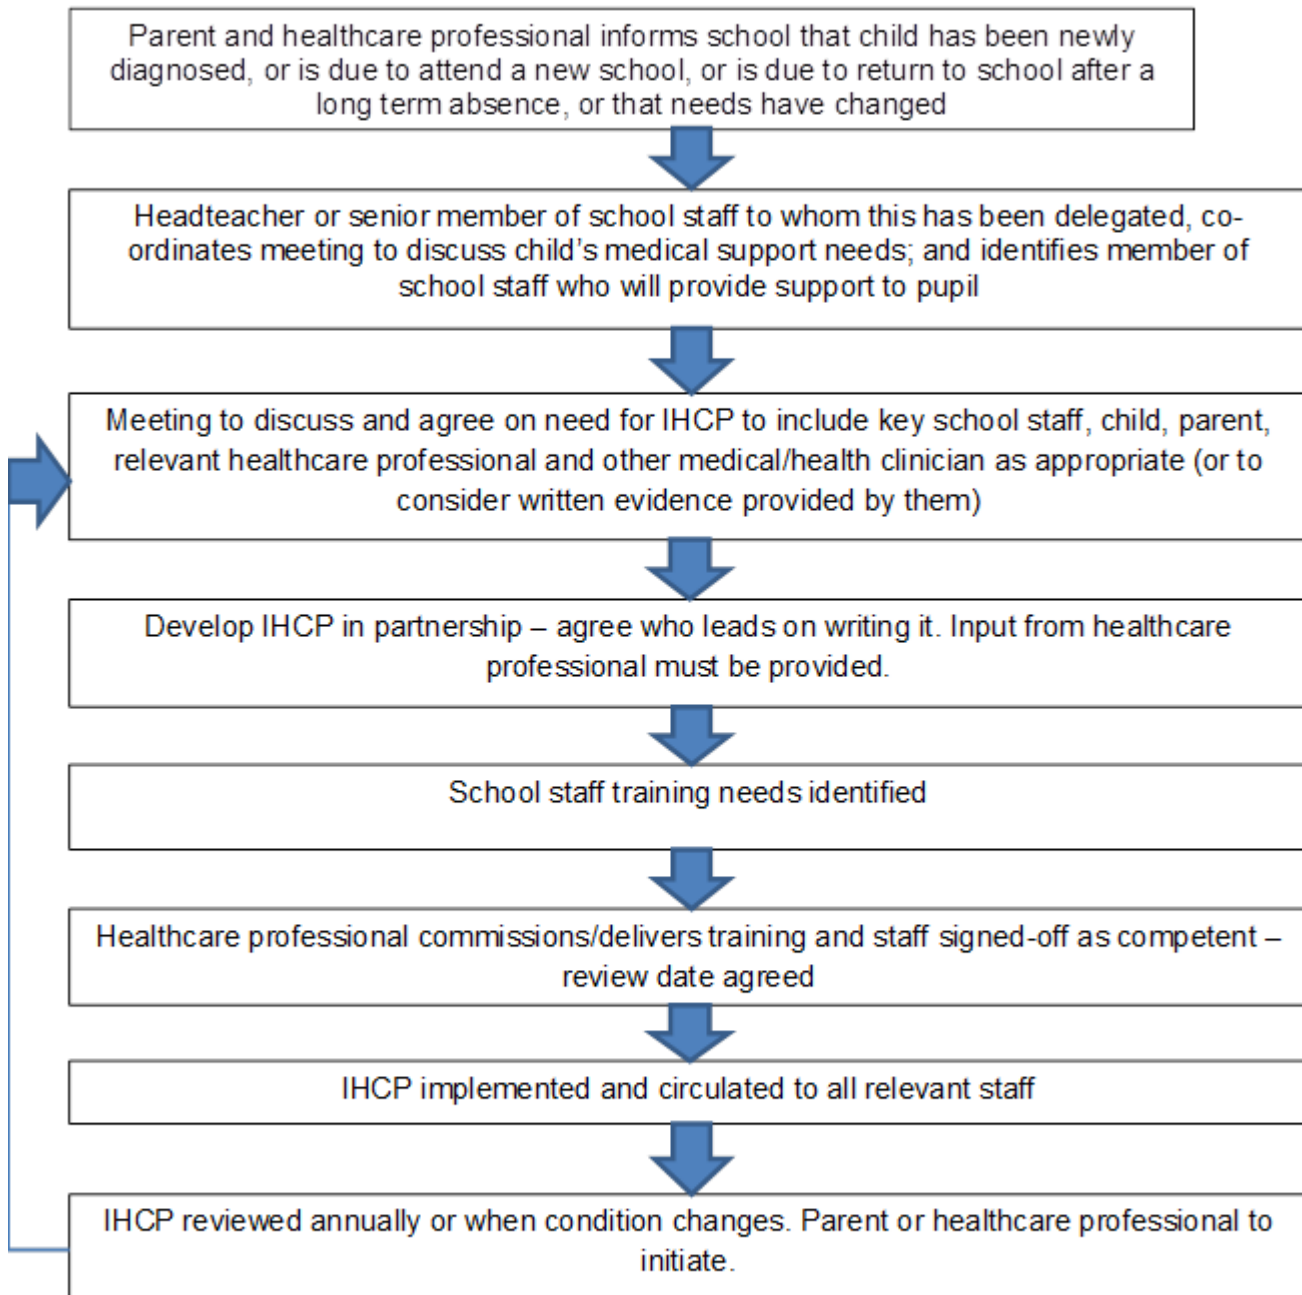 Parent and healthcare professional informs school that child has been newly
diagnosed, or is due to attend a new school, or is due to return to school after a
long term absence, or that needs have changed
Headteacher or senior member of school staff to whom this has been delegated, co-
ordinates meeting to discuss child’s medical support needs; and identifies member of
school staff who will provide support to pupil
Meeting to discuss and agree on need for IHCP to include key school staff, child, parent,
relevant healthcare professional and other medical/health clinician as appropriate (or to
consider written evidence provided by them)
Develop IHCP in partnership – agree who leads on writing it. Input from healthcare
professional must be provided.
School staff training needs identified
Healthcare professional commissions/delivers training and staff signed-off as competent –
review date agreed
IHCP implemented and circulated to all relevant staff
IHCP reviewed annually or when condition changes. Parent or healthcare professional to
initiate.